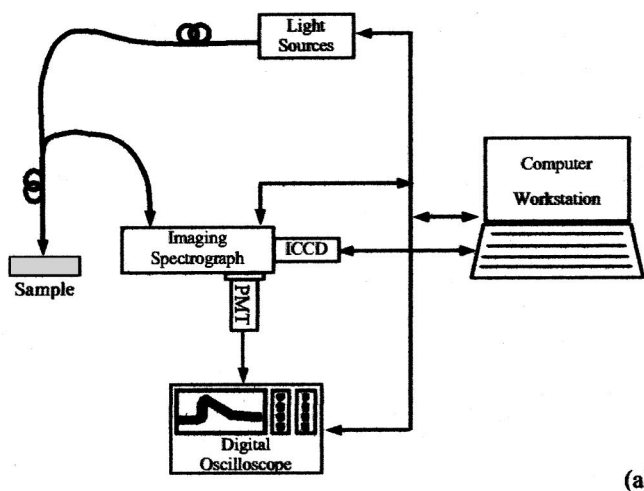 Light
Sources
Computer
Workstation
Imaging
Spectrograph
ICCD
Sample
PMT
Digital
Oscilloscope
(a